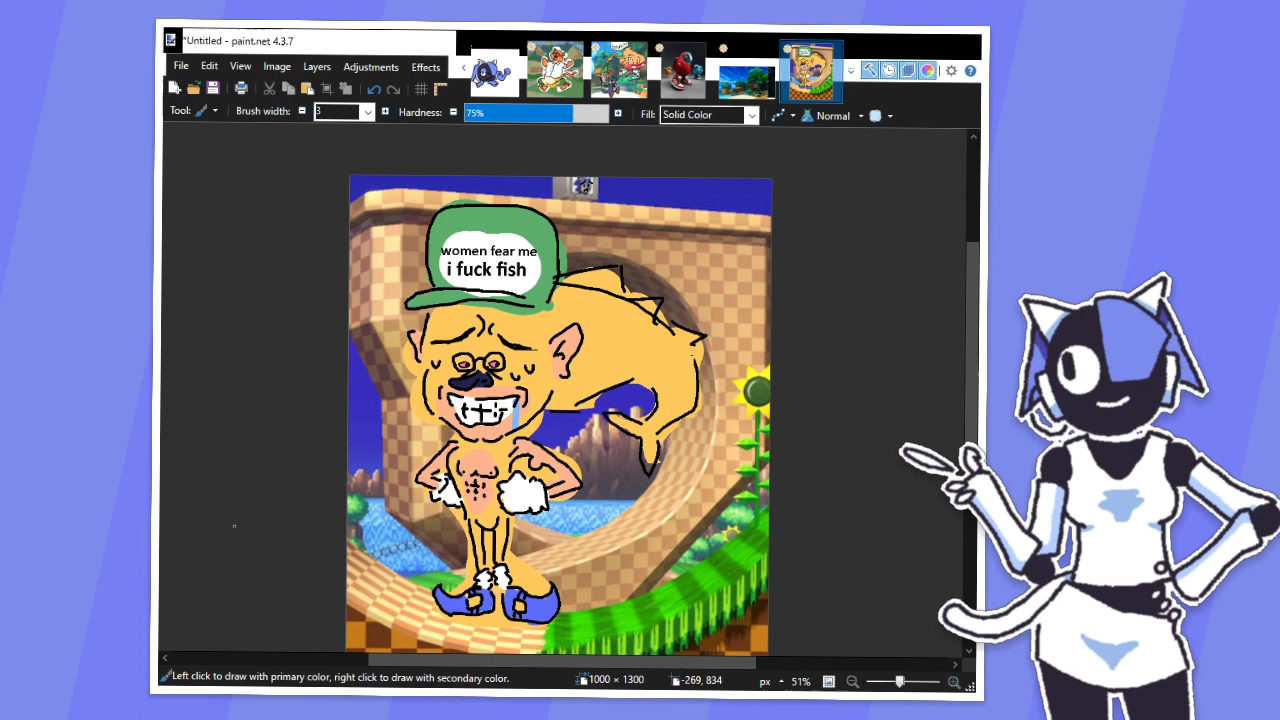 *Untitled - paint.net 4.3.7
File Edit View Image Layers Adjustments Effects
Tool: Brush width: 3 Hardness: 75% Fill: Solid Color Normal
women fear me
i fuck fish
Left click to draw with primary color, right click to draw with secondary color. 1000 × 1300 -269, 834 px 51%